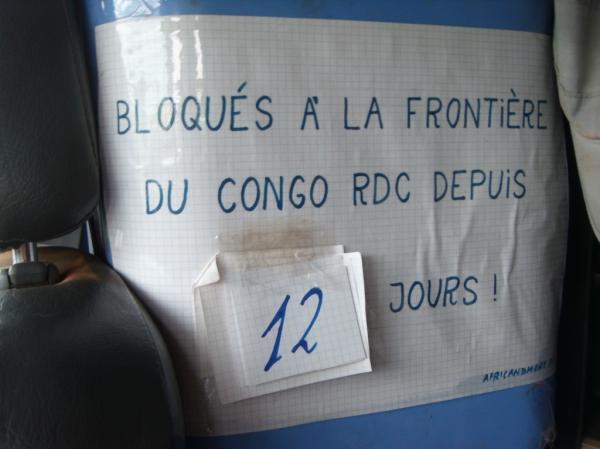 BLOQUÉS À LA FRONTIÈRE
DU CONGO RDC DEPUIS
12 JOURS !